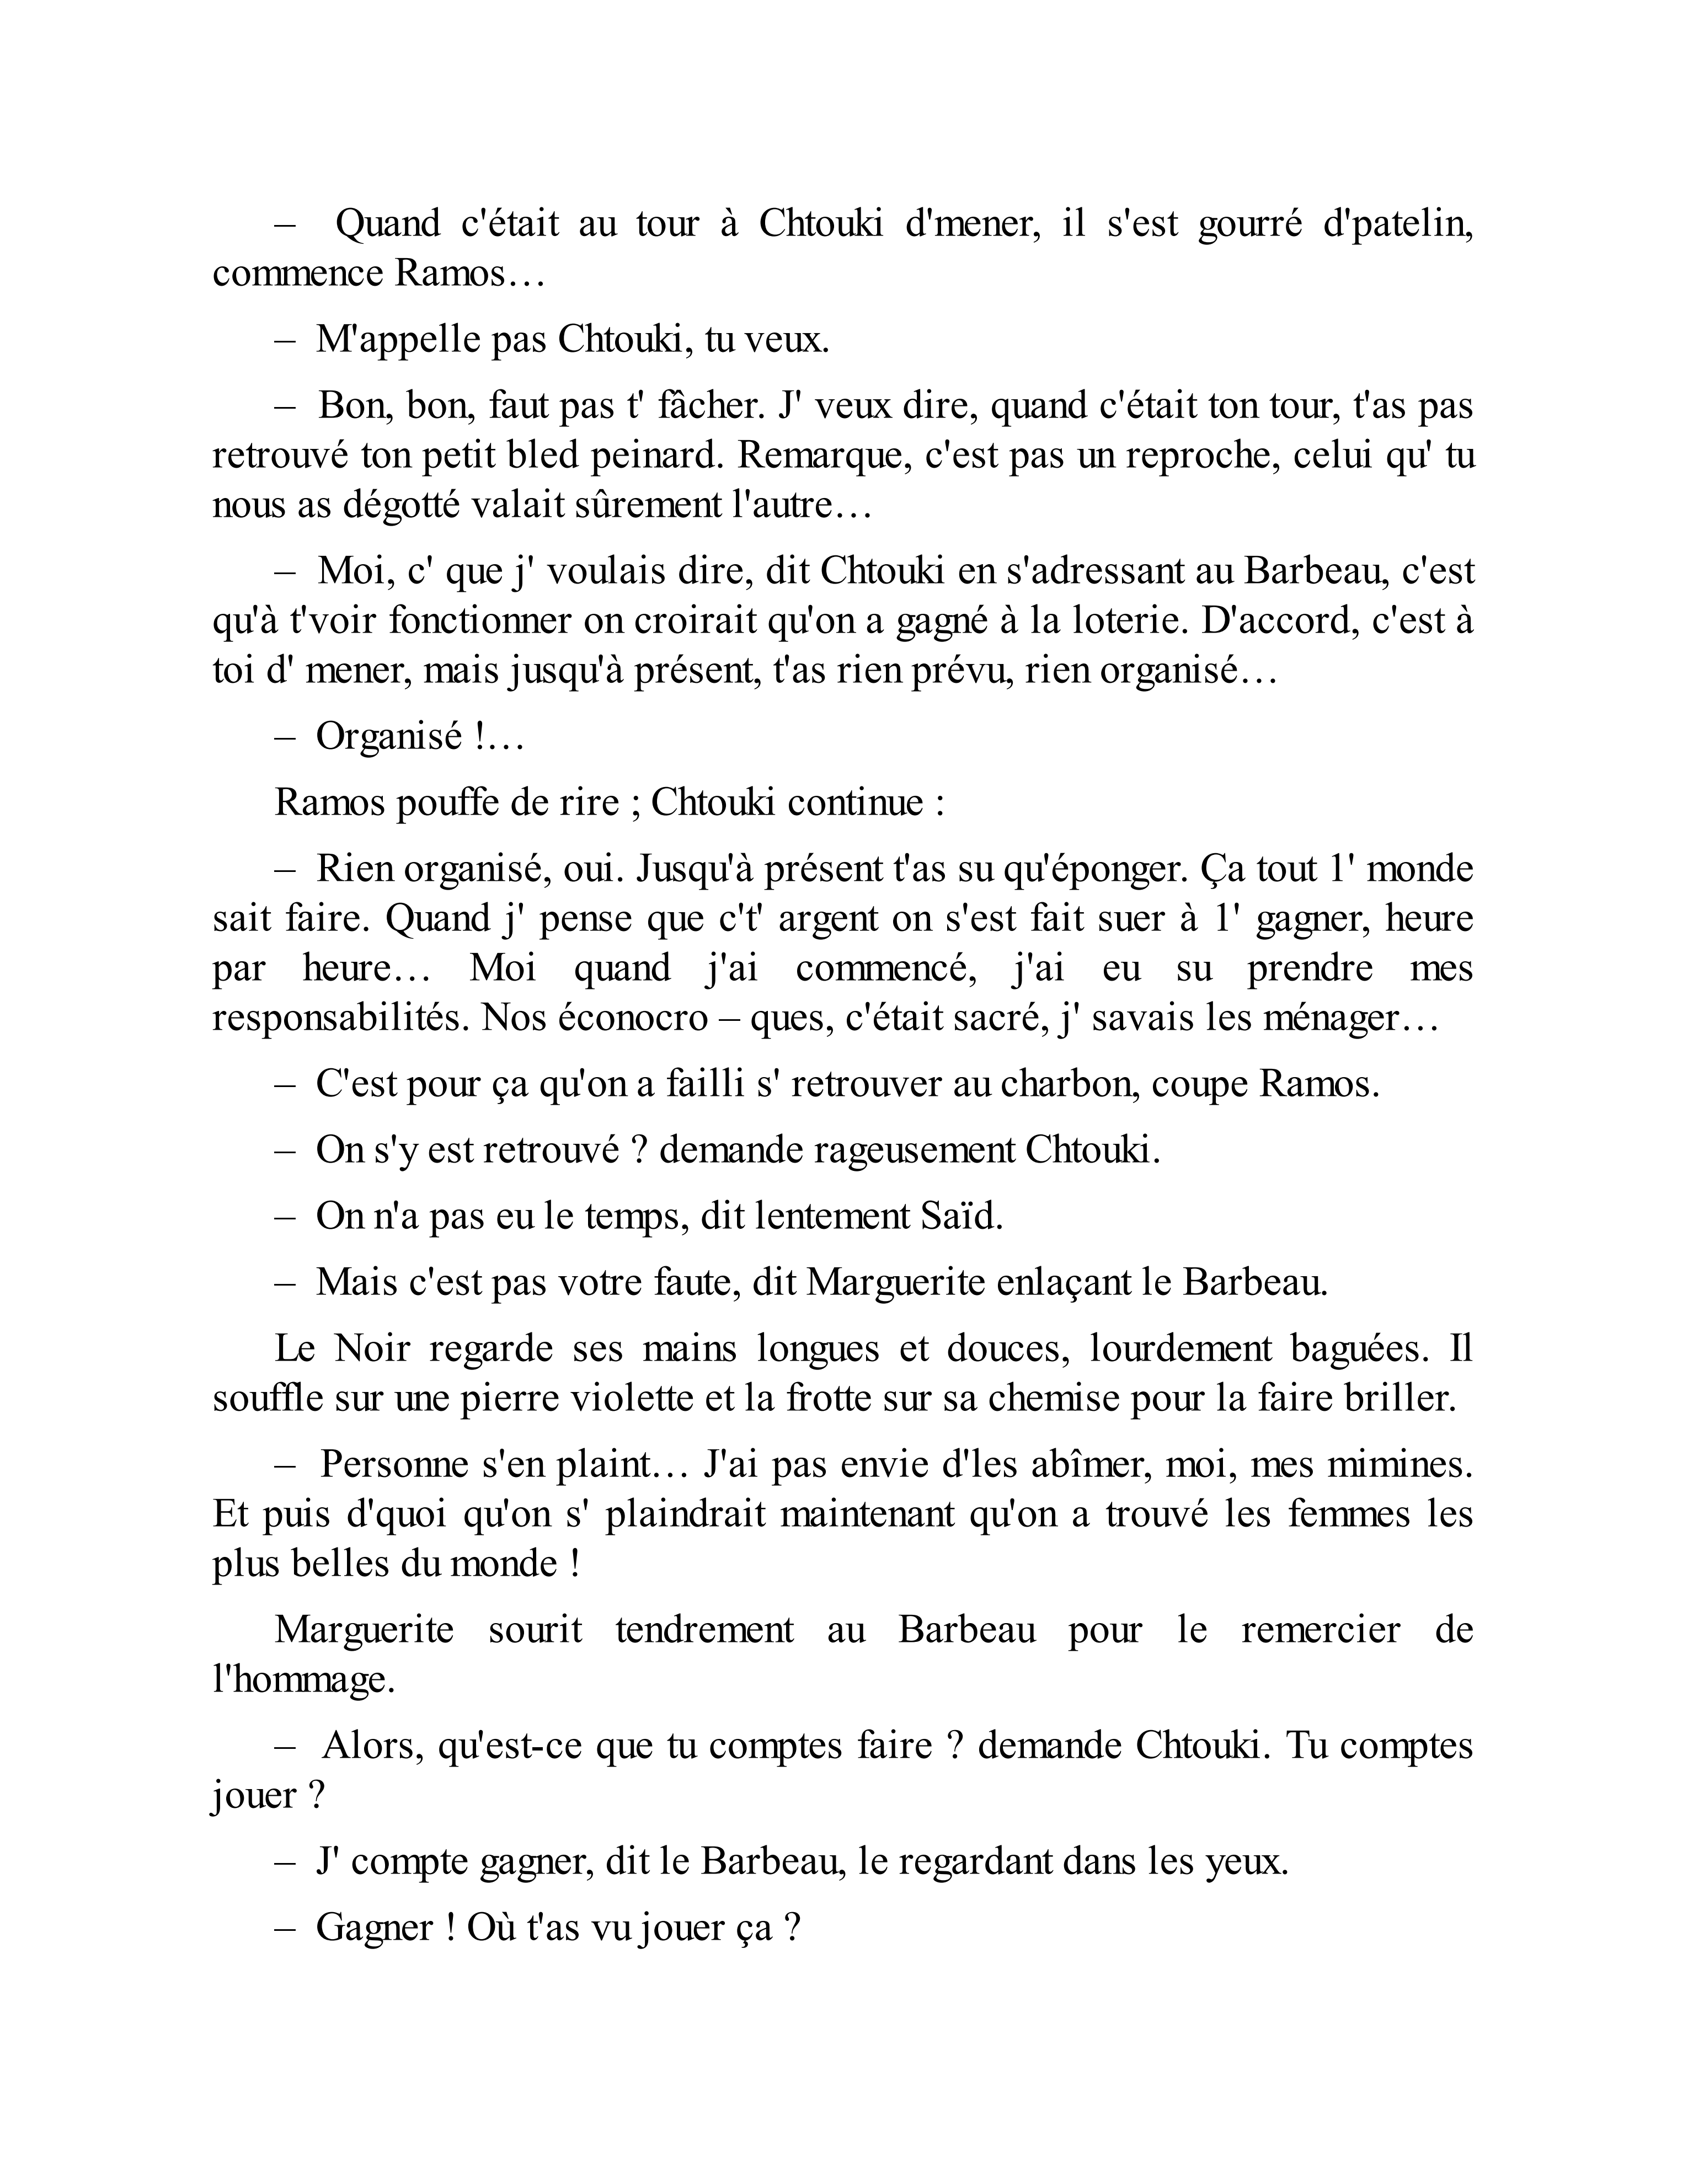 – Quand c'était au tour à Chtouki d'mener, il s'est gourré d'patelin,
commence Ramos…
– M'appelle pas Chtouki, tu veux.
– Bon, bon, faut pas t' fâcher. J' veux dire, quand c'était ton tour, t'as pas
retrouvé ton petit bled peinard. Remarque, c'est pas un reproche, celui qu' tu
nous as dégotté valait sûrement l'autre…
– Moi, c' que j' voulais dire, dit Chtouki en s'adressant au Barbeau, c'est
qu'à t'voir fonctionner on croirait qu'on a gagné à la loterie. D'accord, c'est à
toi d' mener, mais jusqu'à présent, t'as rien prévu, rien organisé…
– Organisé !…
Ramos pouffe de rire ; Chtouki continue :
– Rien organisé, oui. Jusqu'à présent t'as su qu'éponger. Ça tout 1' monde
sait faire. Quand j' pense que c't' argent on s'est fait suer à 1' gagner, heure
par heure… Moi quand j'ai commencé, j'ai eu su prendre mes
responsabilités. Nos éconocro – ques, c'était sacré, j' savais les ménager…
– C'est pour ça qu'on a failli s' retrouver au charbon, coupe Ramos.
– On s'y est retrouvé ? demande rageusement Chtouki.
– On n'a pas eu le temps, dit lentement Saïd.
– Mais c'est pas votre faute, dit Marguerite enlaçant le Barbeau.
Le Noir regarde ses mains longues et douces, lourdement baguées. Il
souffle sur une pierre violette et la frotte sur sa chemise pour la faire briller.
– Personne s'en plaint… J'ai pas envie d'les abîmer, moi, mes mimines.
Et puis d'quoi qu'on s' plaindrait maintenant qu'on a trouvé les femmes les
plus belles du monde !
Marguerite sourit tendrement au Barbeau pour le remercier de
l'hommage.
– Alors, qu'est-ce que tu comptes faire ? demande Chtouki. Tu comptes
jouer ?
– J' compte gagner, dit le Barbeau, le regardant dans les yeux.
– Gagner ! Où t'as vu jouer ça ?